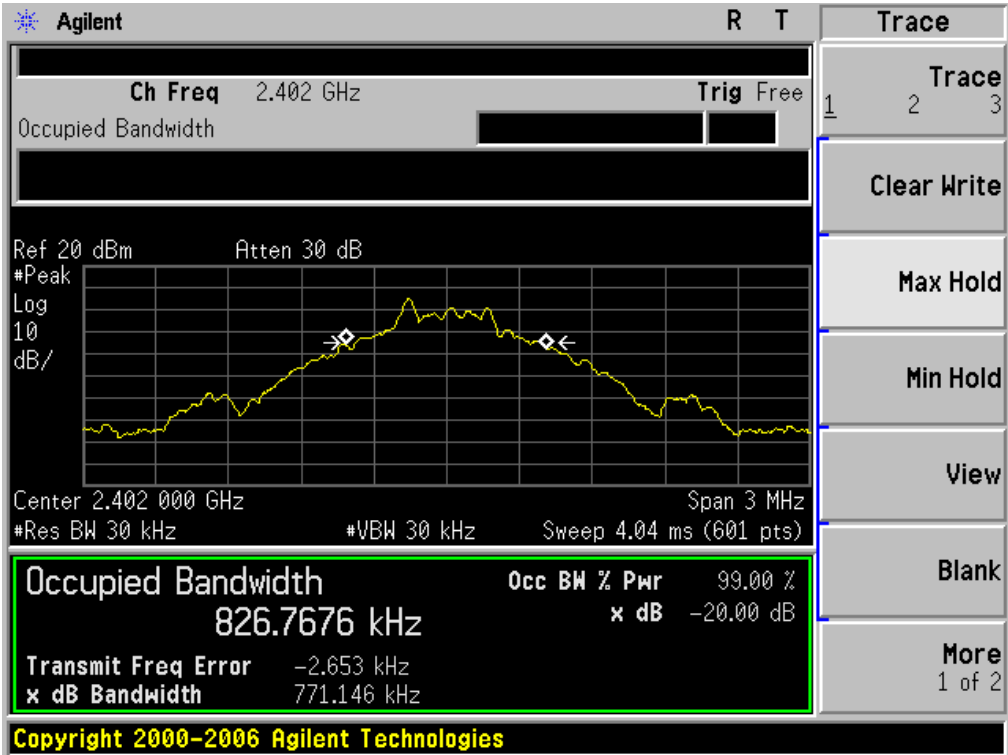 Agilent R T Trace
Ch Freq 2.402 GHz Trig Free
Occupied Bandwidth
Trace
1 2 3
Clear Write
Max Hold
Min Hold
View
Blank
More
1 of 2
Ref 20 dBm Atten 30 dB
#Peak
Log
10
dB/
Center 2.402 000 GHz Span 3 MHz
#Res BW 30 kHz #VBW 30 kHz Sweep 4.04 ms (601 pts)
Occupied Bandwidth Occ BW % Pwr 99.00 %
826.7676 kHz x dB -20.00 dB
Transmit Freq Error -2.653 kHz
x dB Bandwidth 771.146 kHz
Copyright 2000-2006 Agilent Technologies